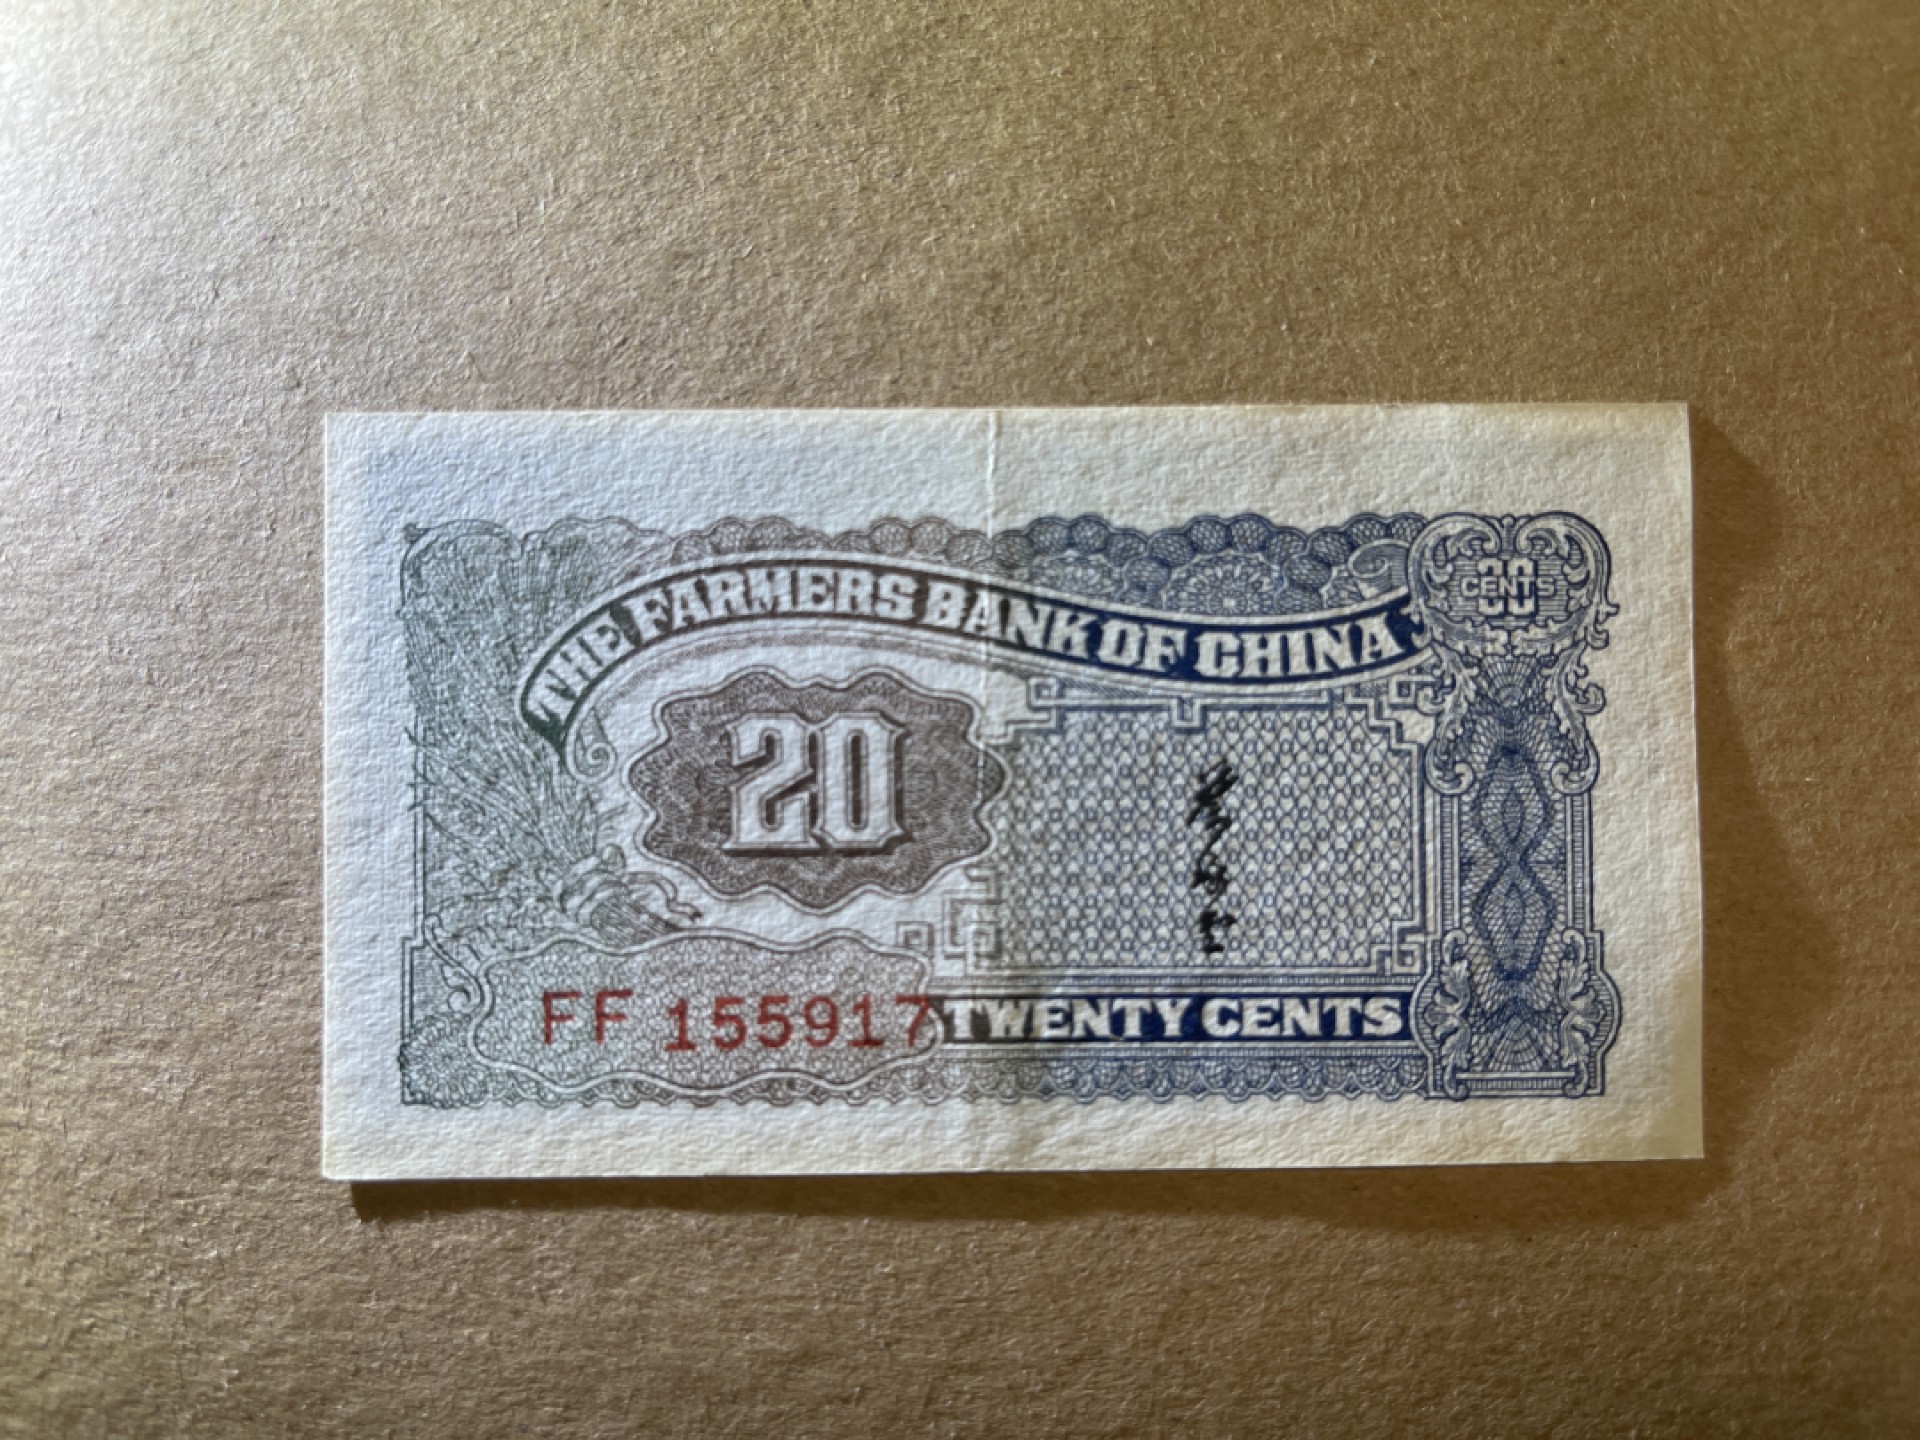 THE FARMERS BANK OF CHINA
CENTS
20
FF 155917
TWENTY CENTS